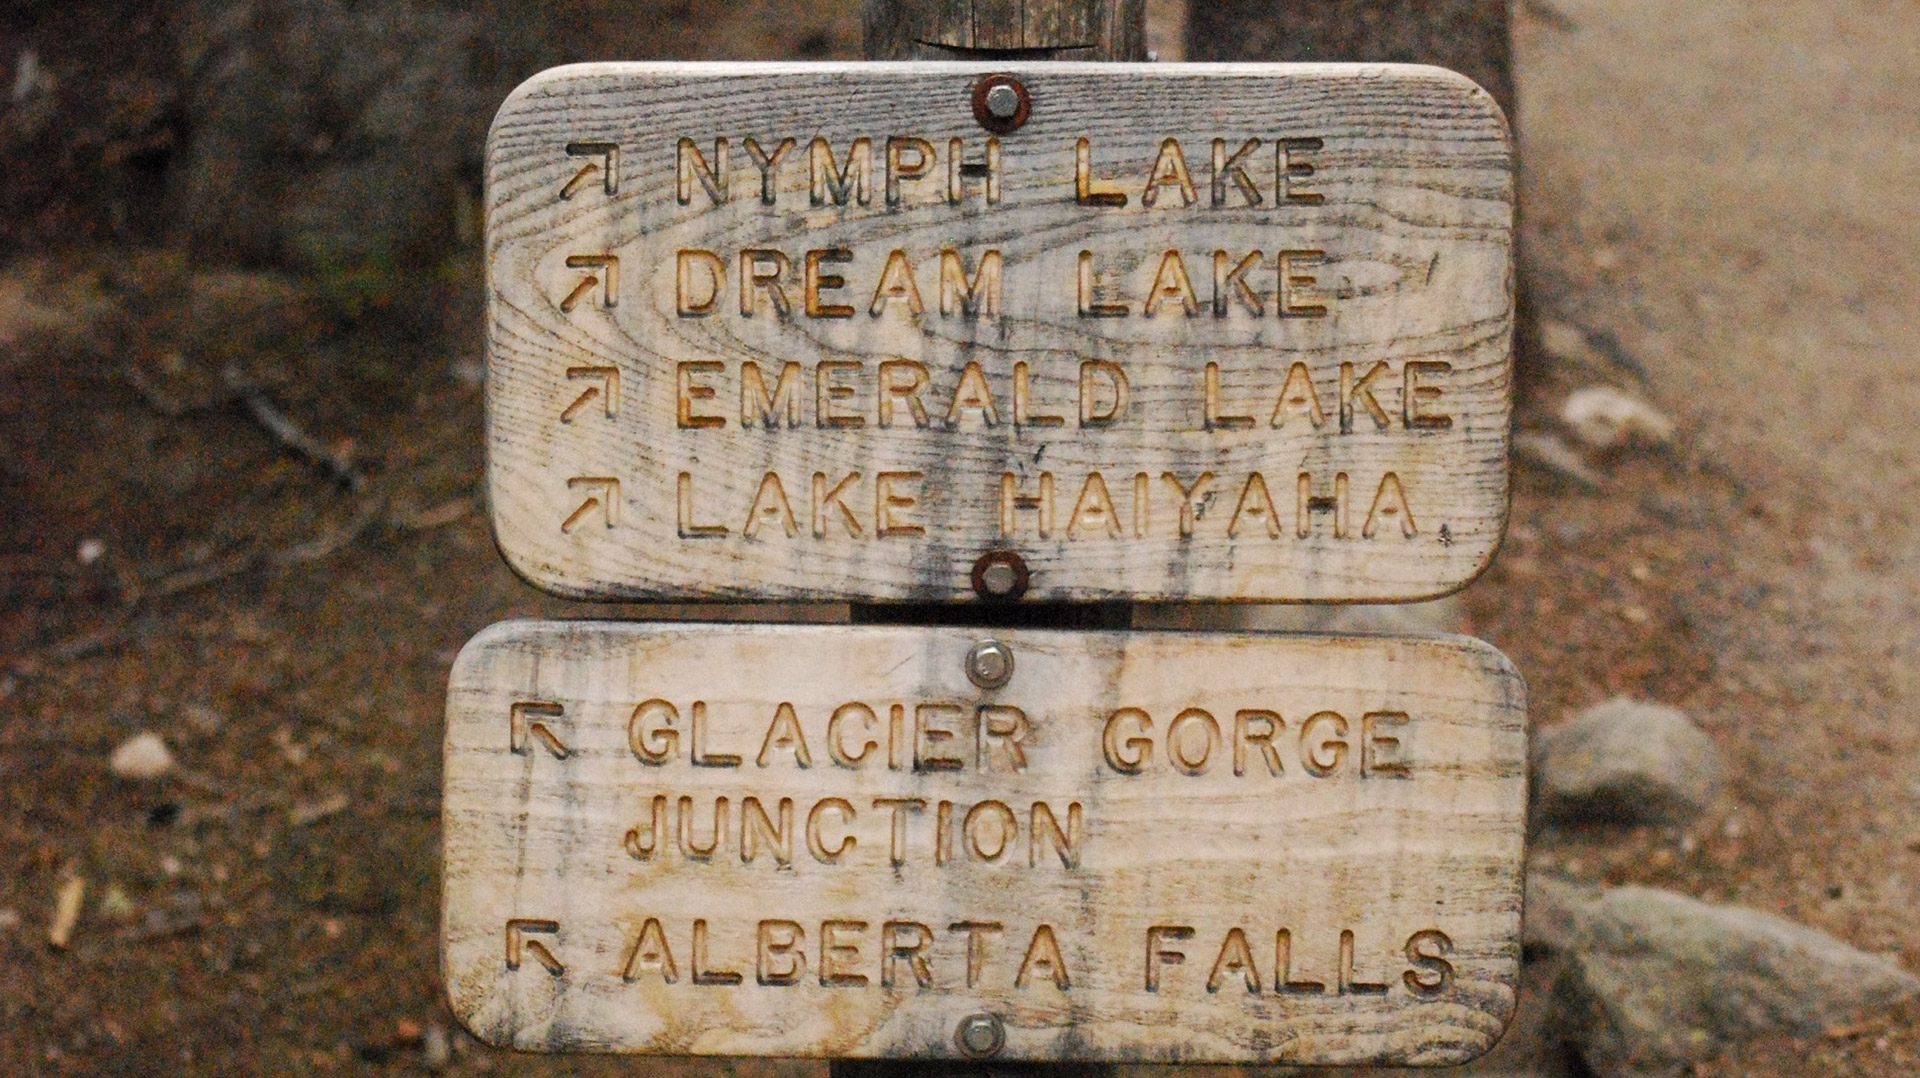 ↗ NYMPH LAKE
↗ DREAM LAKE
↗ EMERALD LAKE
↗ LAKE HAIYAHA
↖ GLACIER GORGE
JUNCTION
↖ ALBERTA FALLS